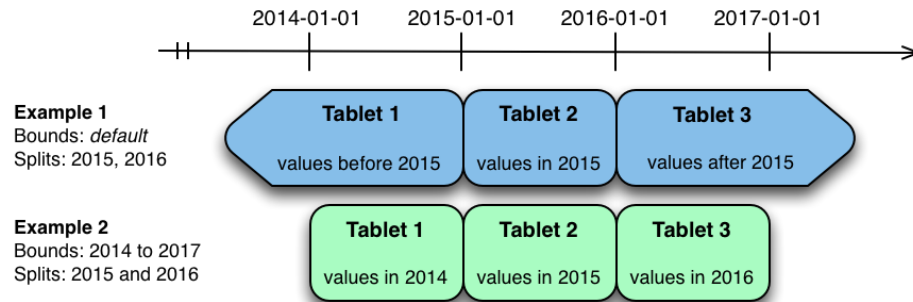 2014-01-01 2015-01-01 2016-01-01 2017-01-01
Example 1
Bounds: default
Splits: 2015, 2016
Tablet 1 Tablet 2 Tablet 3
values before 2015 values in 2015 values after 2015
Example 2
Bounds: 2014 to 2017
Splits: 2015 and 2016
Tablet 1 Tablet 2 Tablet 3
values in 2014 values in 2015 values in 2016